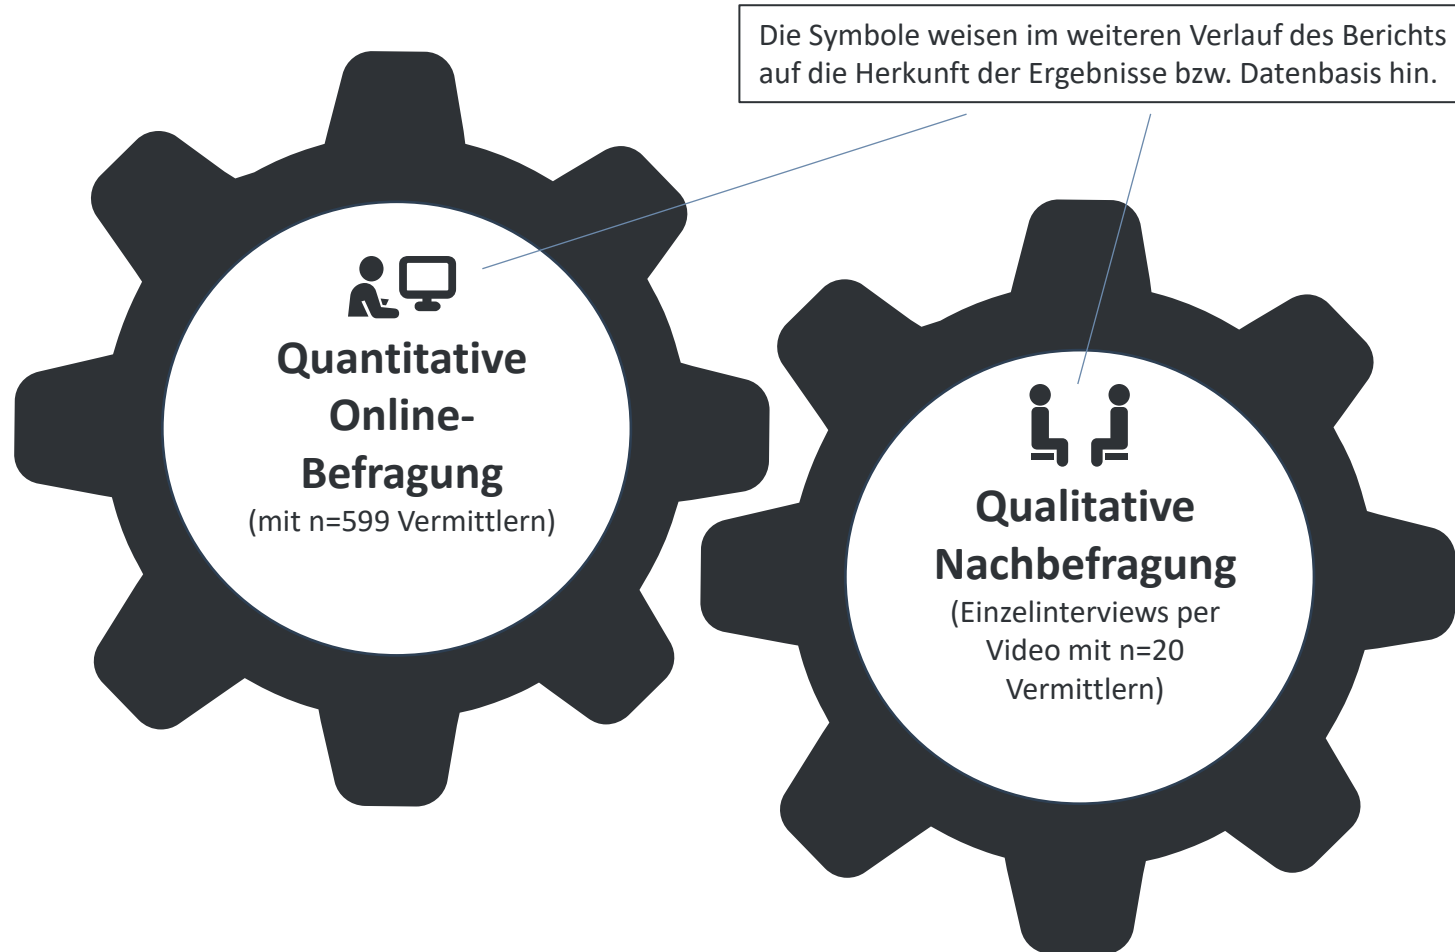 Die Symbole weisen im weiteren Verlauf des Berichts
auf die Herkunft der Ergebnisse bzw. Datenbasis hin.
Quantitative
Online-
Befragung
(mit n=599 Vermittlern)
Qualitative
Nachbefragung
(Einzelinterviews per
Video mit n=20
Vermittlern)